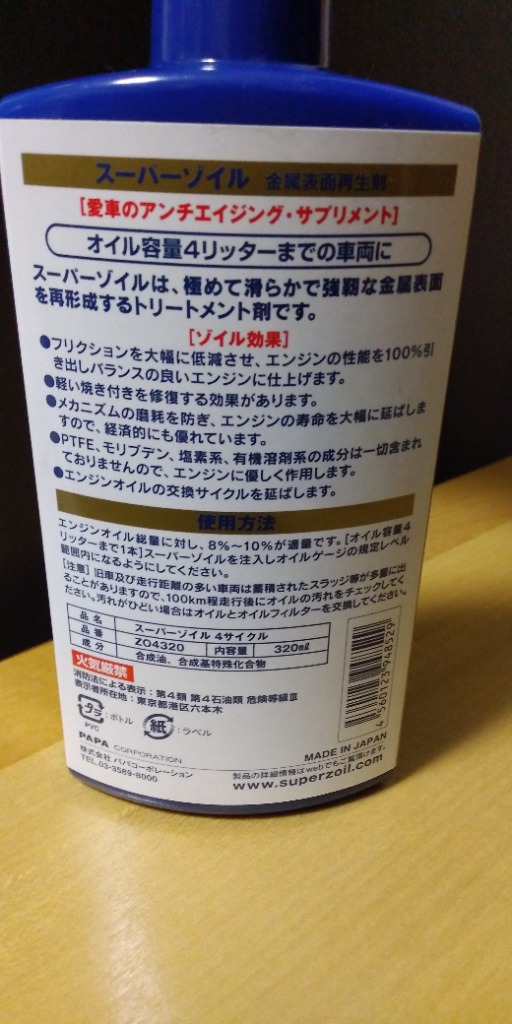 スーパーゾイル 金属表面再生剤
[愛車のアンチエイジング・サプリメント]
オイル容量4リッターまでの車両に
スーパーゾイルは、極めて滑らかで強靭な金属表面
を再形成するトリートメント剤です。
[ゾイル効果]
●フリクションを大幅に低減させ、エンジンの性能を100%引
き出しバランスの良いエンジンに仕上げます。
●軽い焼き付きを修復する効果があります。
●メカニズムの磨耗を防ぎ、エンジンの寿命を大幅に延ばしま
すので、経済的にも優れています。
●PTFE、モリブデン、塩素系、有機溶剤系の成分は一切含まれ
ておりませんので、エンジンに優しく作用します。
●エンジンオイルの交換サイクルを延ばします。
使用方法
エンジンオイル総量に対し、8%～10%が適量です。[オイル容量4
リッターまで1本]スーパーゾイルを注入しオイルゲージの規定レベル
範囲内になるようにしてください。
[注意] 旧車及び走行距離の多い車両は蓄積されたスラッジ等が多量に出
ることがありますので、100km程走行後にオイルの汚れをチェックしてく
ださい。汚れがひどい場合はオイルとオイルフィルターを交換してください。
品名 スーパーゾイル 4サイクル
品番 ZO4320 内容量 320mℓ
成分 合成油、合成基特殊化合物
火気厳禁
消防法による表示：第4類 第4石油類 危険等級Ⅲ
表示者所在地：東京都港区六本木
プラ :ボトル 紙 :ラベル
PVC
4 560123 948529
PAPA CORPORATION
株式会社 パパコーポレーション
TEL.03-3589-8000
MADE IN JAPAN
製品の詳細情報はwebでもご覧頂けます。
www.superzoil.com